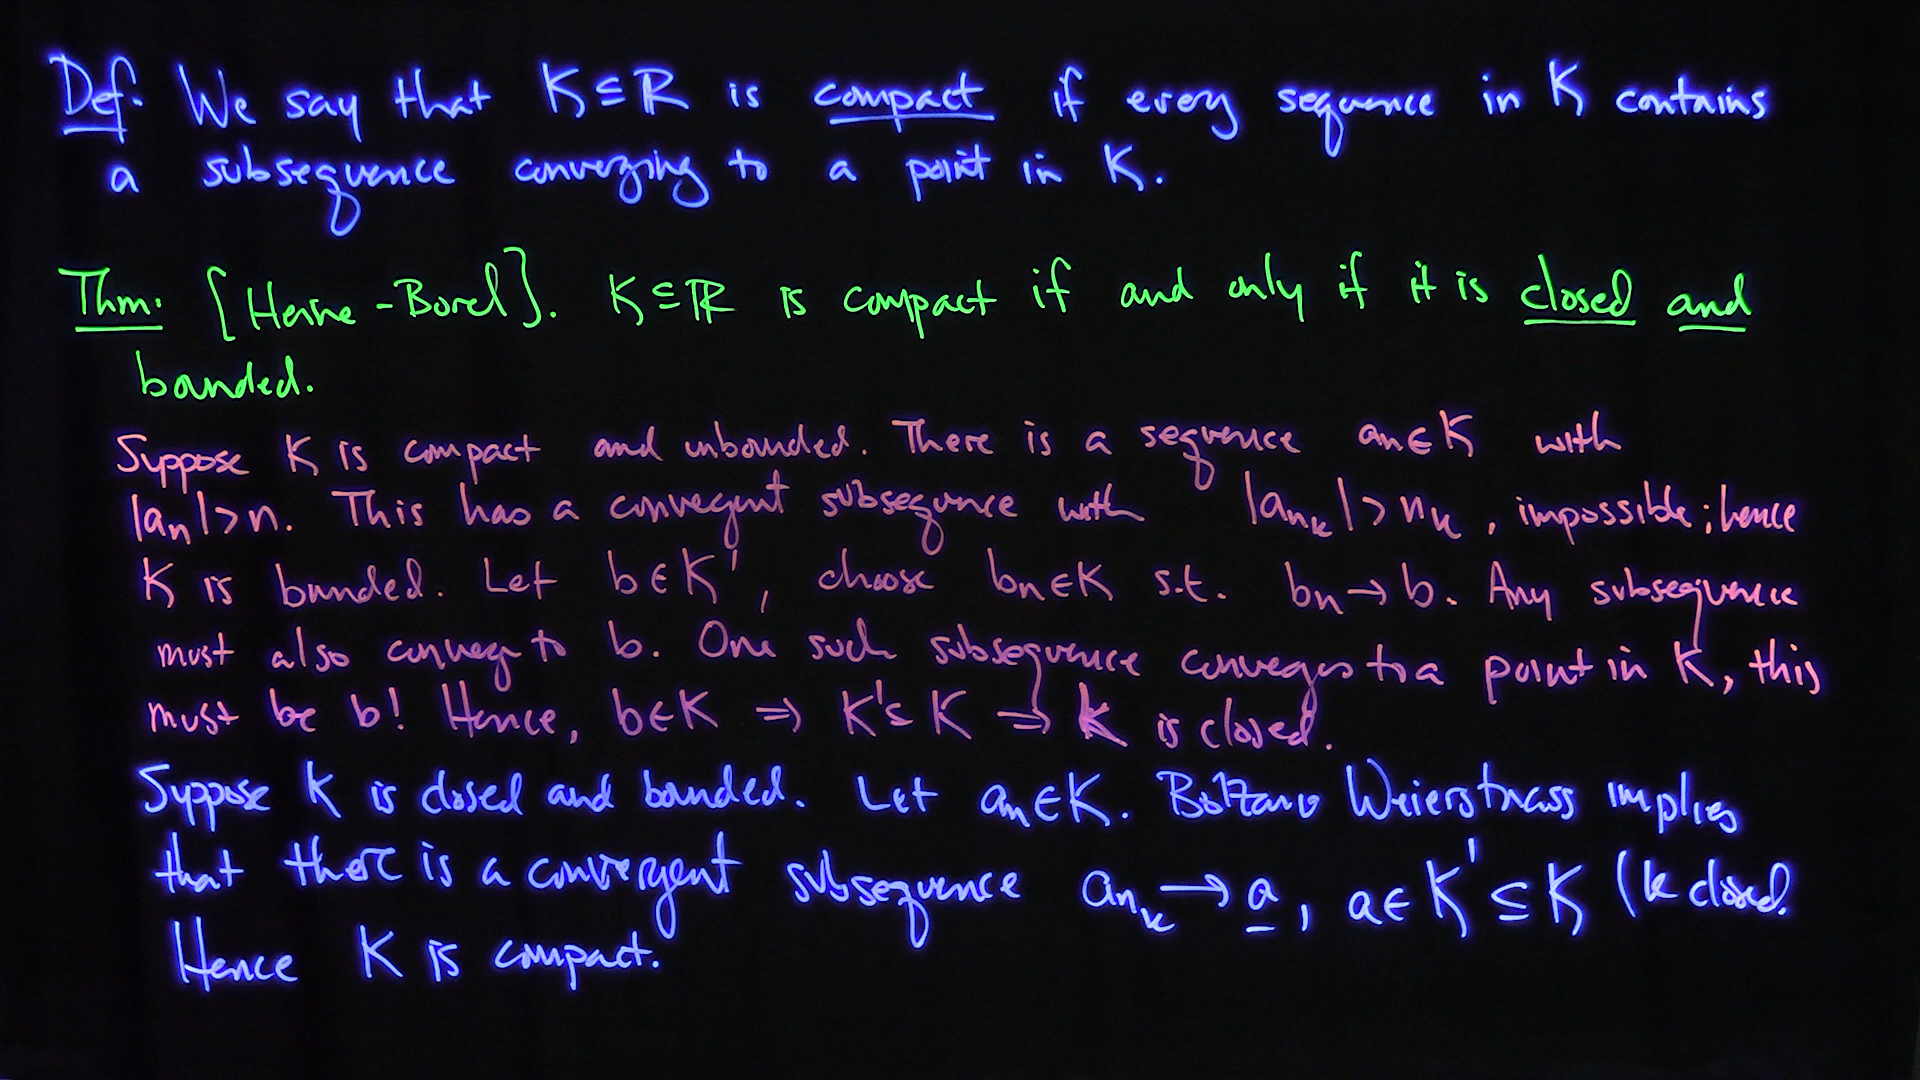 Def: We say that K ⊆ ℝ is compact if every sequence in K contains
a subsequence converging to a point in K.
Thm: [Heine-Borel]. K ⊆ ℝ is compact if and only if it is closed and
bounded.
Suppose K is compact and unbounded. There is a sequence aₙ∈K with
|aₙ|>n. This has a convergent subsequence with |aₙₖ|>nₖ, impossible; hence
K is bounded. Let b∈K', choose bₙ∈K s.t. bₙ→b. Any subsequence
must also converge to b. One such subsequence converges to a point in K, this
must be b! Hence, b∈K ⇒ K'⊆K ⇒ K is closed.
Suppose K is closed and bounded. Let aₙ∈K. Bolzano Weierstrass implies
that there is a convergent subsequence aₙₖ→a, a∈K'⊆K (K closed.
Hence K is compact.